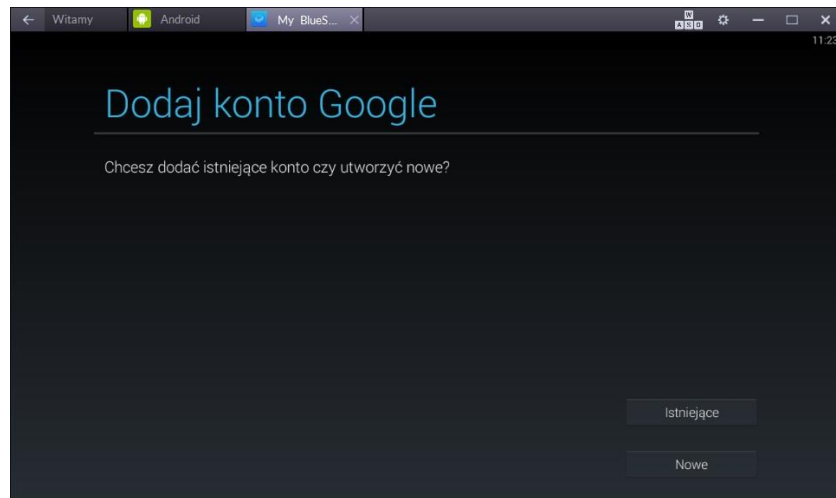 Witamy
Android
My BlueS...
W
A S D
11:23
Dodaj konto Google
Chcesz dodać istniejące konto czy utworzyć nowe?
Istniejące
Nowe